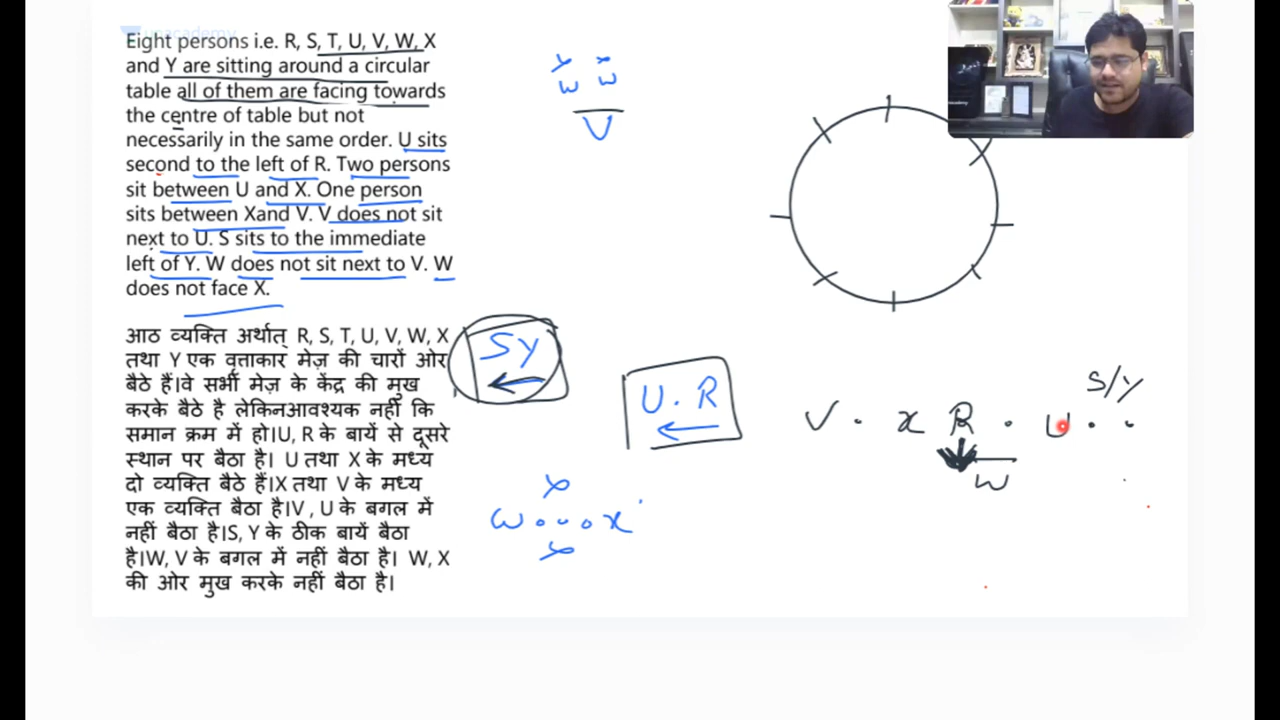 Eight persons i.e. R, S, T, U, V, W, X
and Y are sitting around a circular
table all of them are facing towards
the centre of table but not
necessarily in the same order. U sits
second to the left of R. Two persons
sit between U and X. One person
sits between Xand V. V does not sit
next to U. S sits to the immediate
left of Y. W does not sit next to V. W
does not face X.
आठ व्यक्ति अर्थात् R, S, T, U, V, W, X
तथा Y एक वृत्ताकार मेज़ की चारों ओर
बैठे हैं।वे सभी मेज़ के केंद्र की मुख
करके बैठे है लेकिनआवश्यक नहीं कि
समान क्रम में हो।U, R के बायें से दूसरे
स्थान पर बैठा है। U तथा X के मध्य
दो व्यक्ति बैठे हैं।X तथा V के मध्य
एक व्यक्ति बैठा है।V, U के बगल में
नहीं बैठा है।S, Y के ठीक बायें बैठा
है।W, V के बगल में नहीं बैठा है। W, X
की ओर मुख करके नहीं बैठा है।
W W
V
SY
U . R
W . . . X
S/Y
V . X R . U . .
W